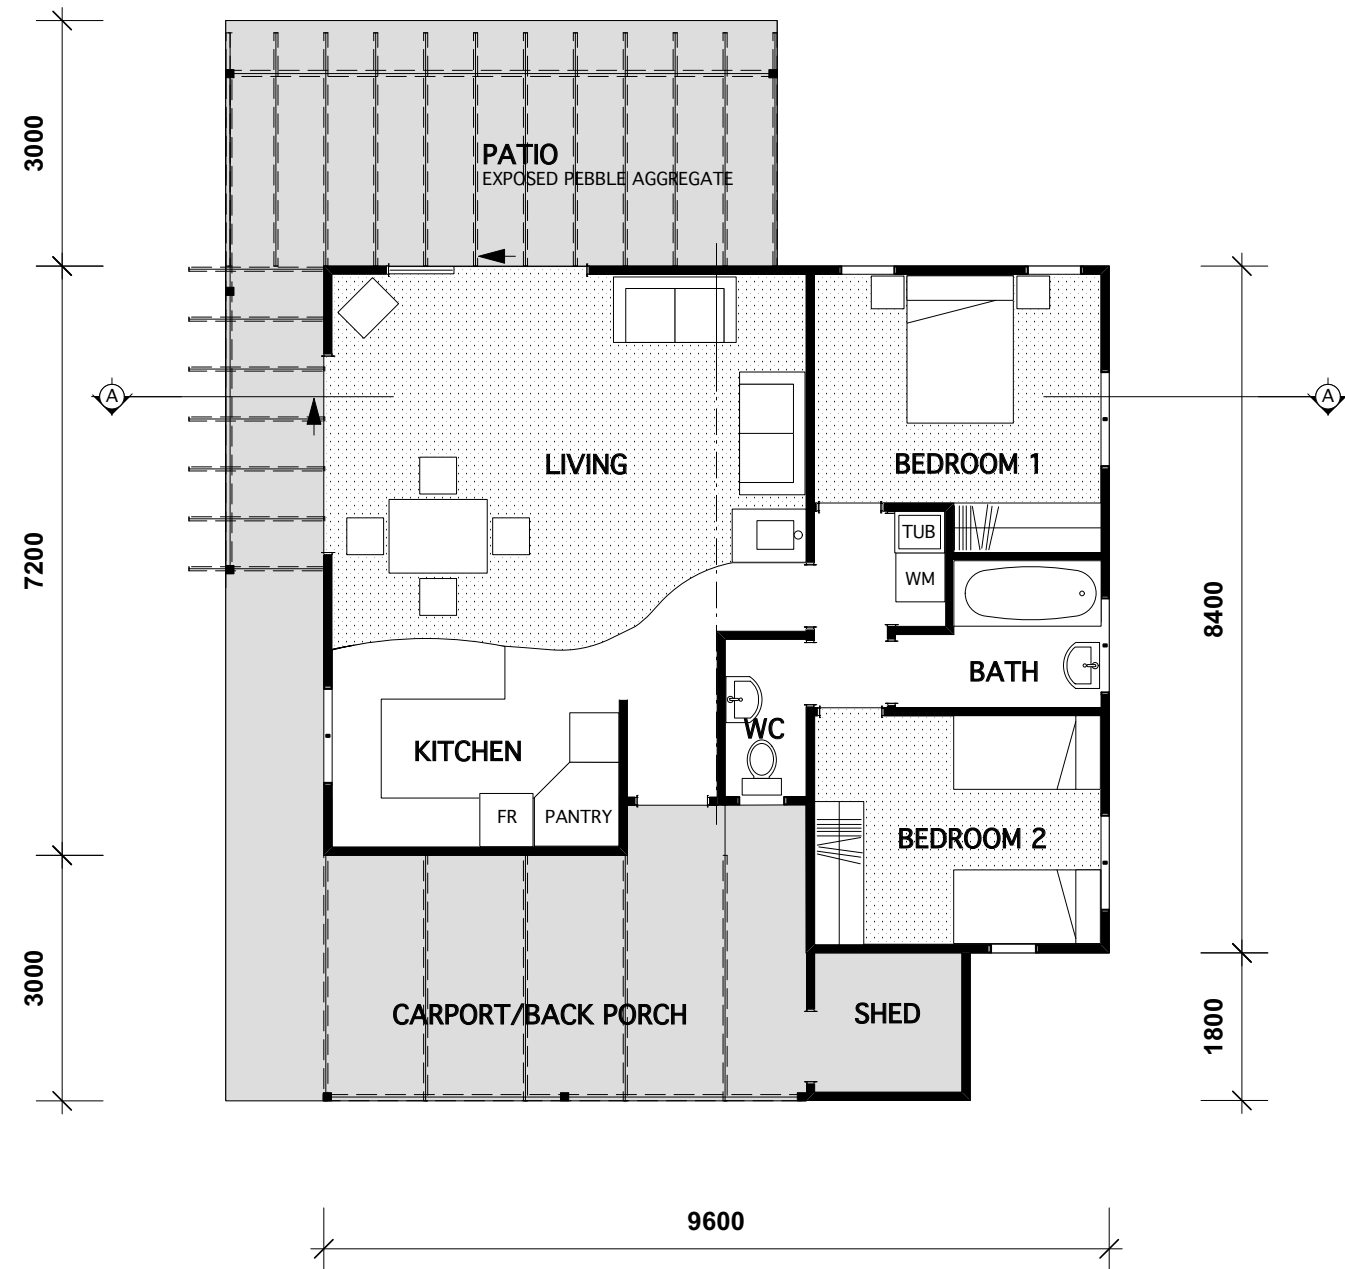 3000
PATIO
EXPOSED PEBBLE AGGREGATE
A
A
LIVING
BEDROOM 1
7200
TUB
WM
8400
BATH
WC
KITCHEN
FR
PANTRY
BEDROOM 2
3000
CARPORT/BACK PORCH
SHED
1800
9600